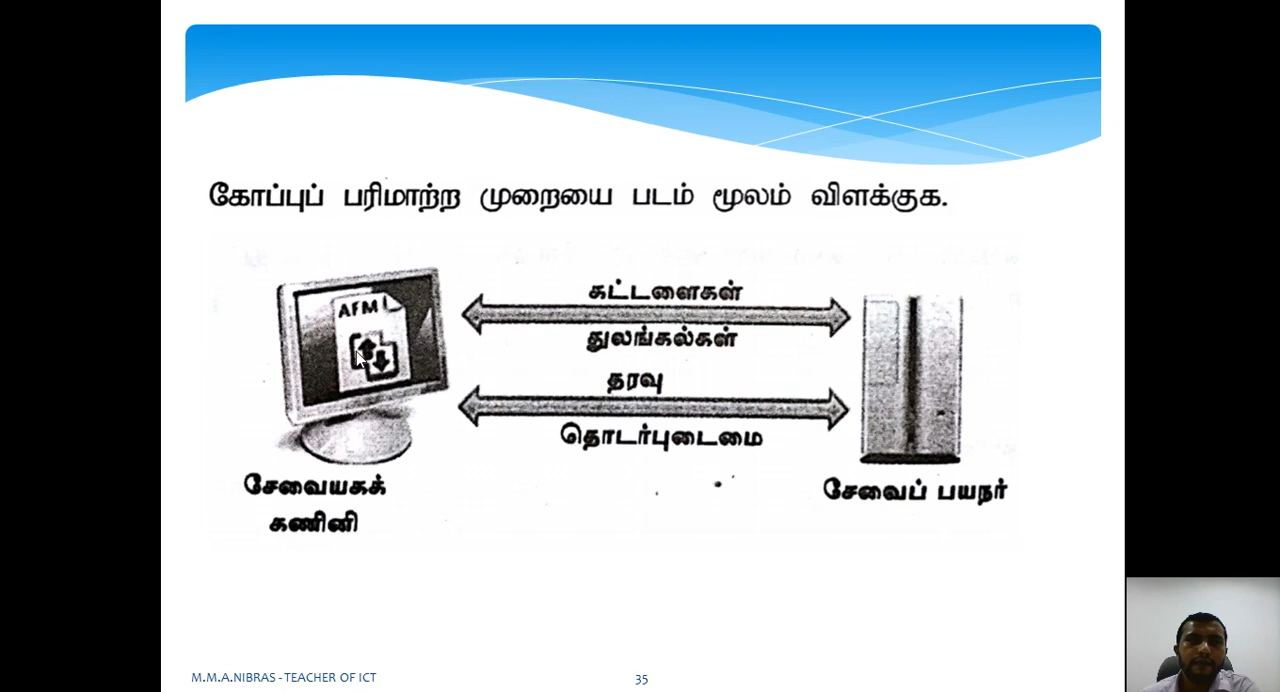 கோப்புப் பரிமாற்ற முறையை படம் மூலம் விளக்குக.
AFM
கட்டளைகள்
துலங்கல்கள்
தரவு
தொடர்புடைமை
சேவையகக்
கணினி
சேவைப் பயநர்
M.M.A.NIBRAS - TEACHER OF ICT
35